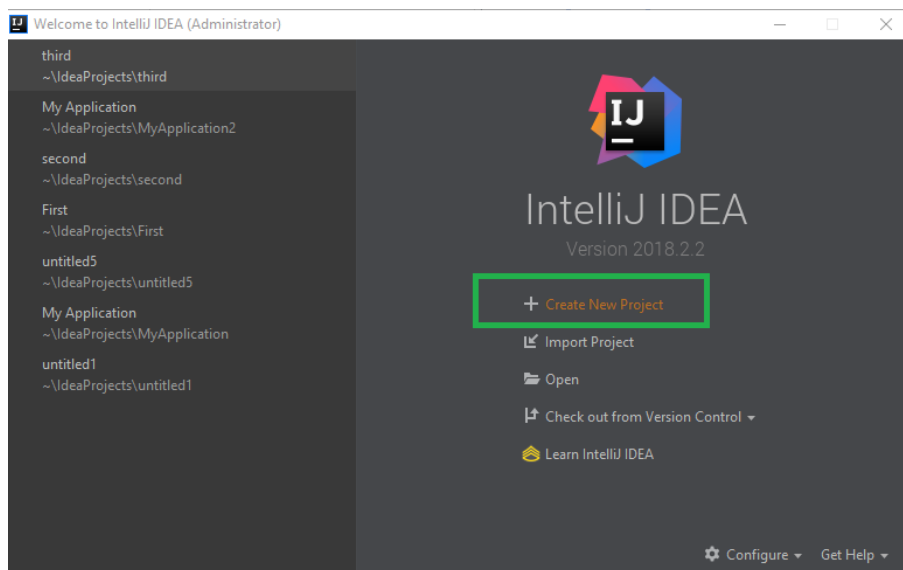 Welcome to IntelliJ IDEA (Administrator)
third
~\IdeaProjects\third
My Application
~\IdeaProjects\MyApplication2
second
~\IdeaProjects\second
First
~\IdeaProjects\First
untitled5
~\IdeaProjects\untitled5
My Application
~\IdeaProjects\MyApplication
untitled1
~\IdeaProjects\untitled1
IJ
IntelliJ IDEA
Version 2018.2.2
Create New Project
Import Project
Open
Check out from Version Control
Learn IntelliJ IDEA
Configure Get Help